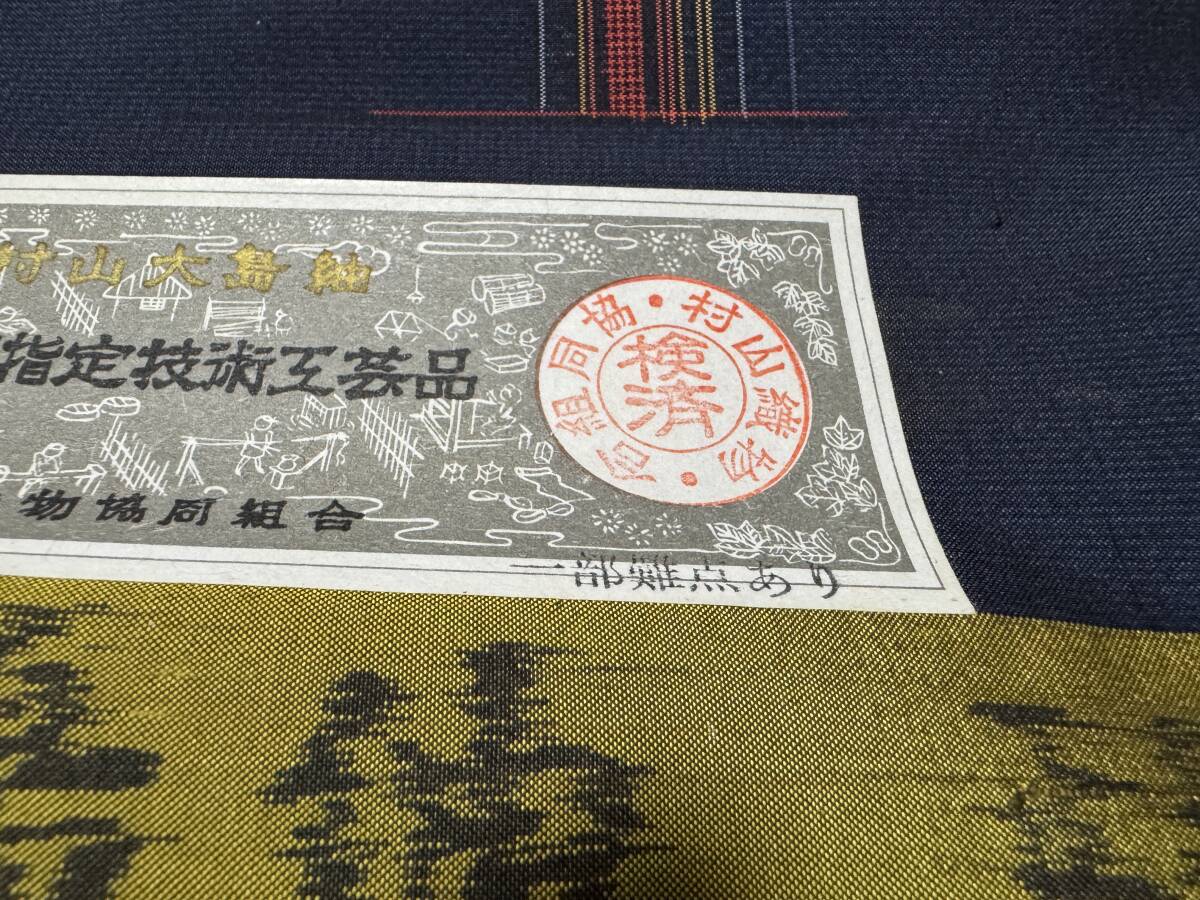 村山大島紬
指定技術工芸品
物協同組合
村山織物・協同組合・
検済
一部難点あり